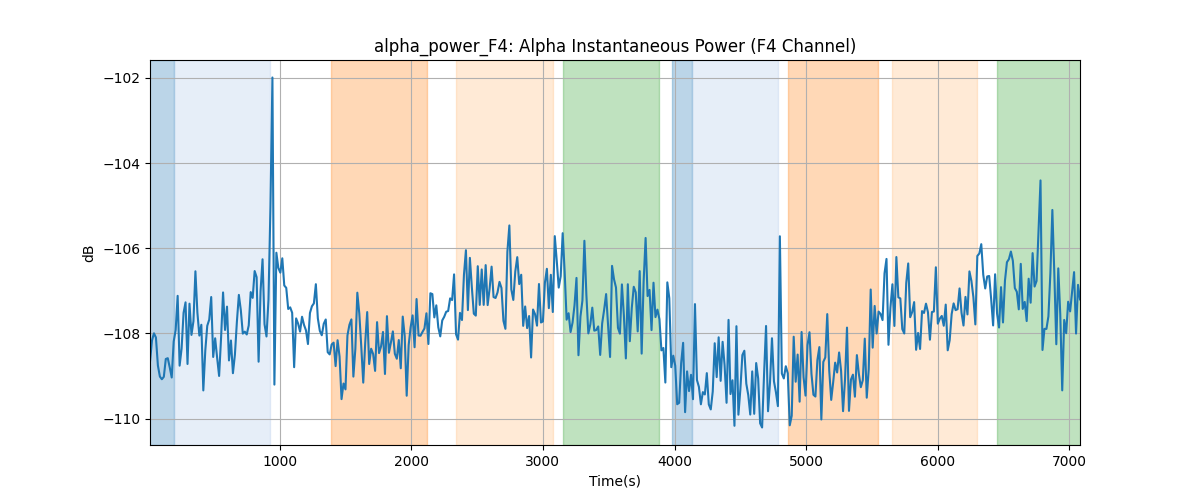 alpha_power_F4: Alpha Instantaneous Power (F4 Channel)
dB
−102
−104
−106
−108
−110
1000 2000 3000 4000 5000 6000 7000
Time(s)